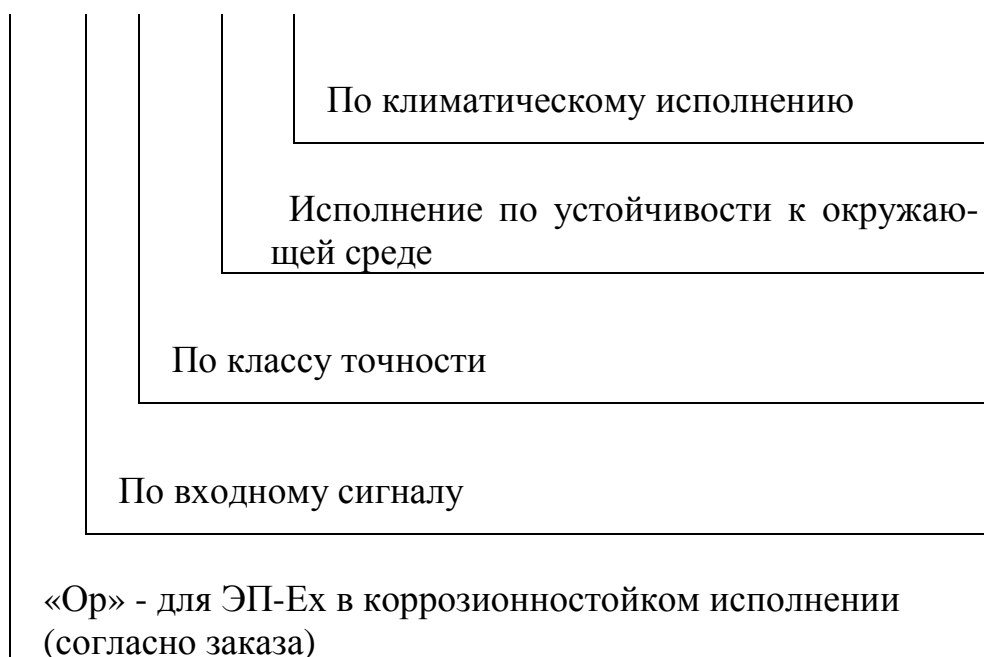 По климатическому исполнению
Исполнение по устойчивости к окружаю-
щей среде
По классу точности
По входному сигналу
«Ор» - для ЭП-Ех в коррозионностойком исполнении
(согласно заказа)